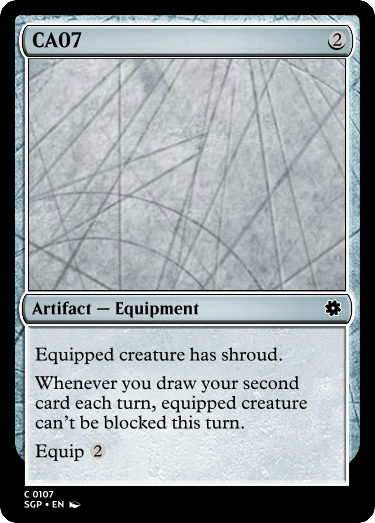 CA07 2
Artifact — Equipment
Equipped creature has shroud.
Whenever you draw your second
card each turn, equipped creature
can't be blocked this turn.
Equip 2
C 0107
SGP • EN